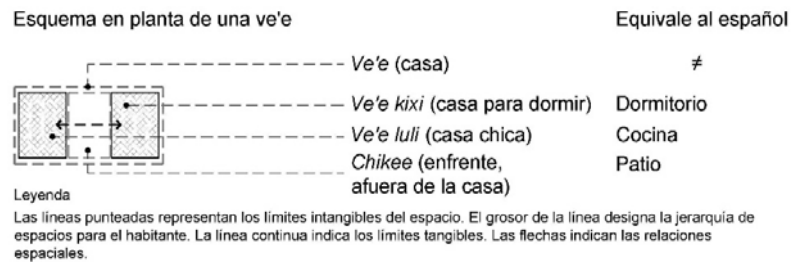 Esquema en planta de una ve'e Equivale al español
Ve'e (casa) ≠
Ve'e kixi (casa para dormir) Dormitorio
Ve'e luli (casa chica) Cocina
Chikee (enfrente, Patio
afuera de la casa)
Leyenda
Las líneas punteadas representan los límites intangibles del espacio. El grosor de la línea designa la jerarquía de
espacios para el habitante. La línea continua indica los límites tangibles. Las flechas indican las relaciones
espaciales.